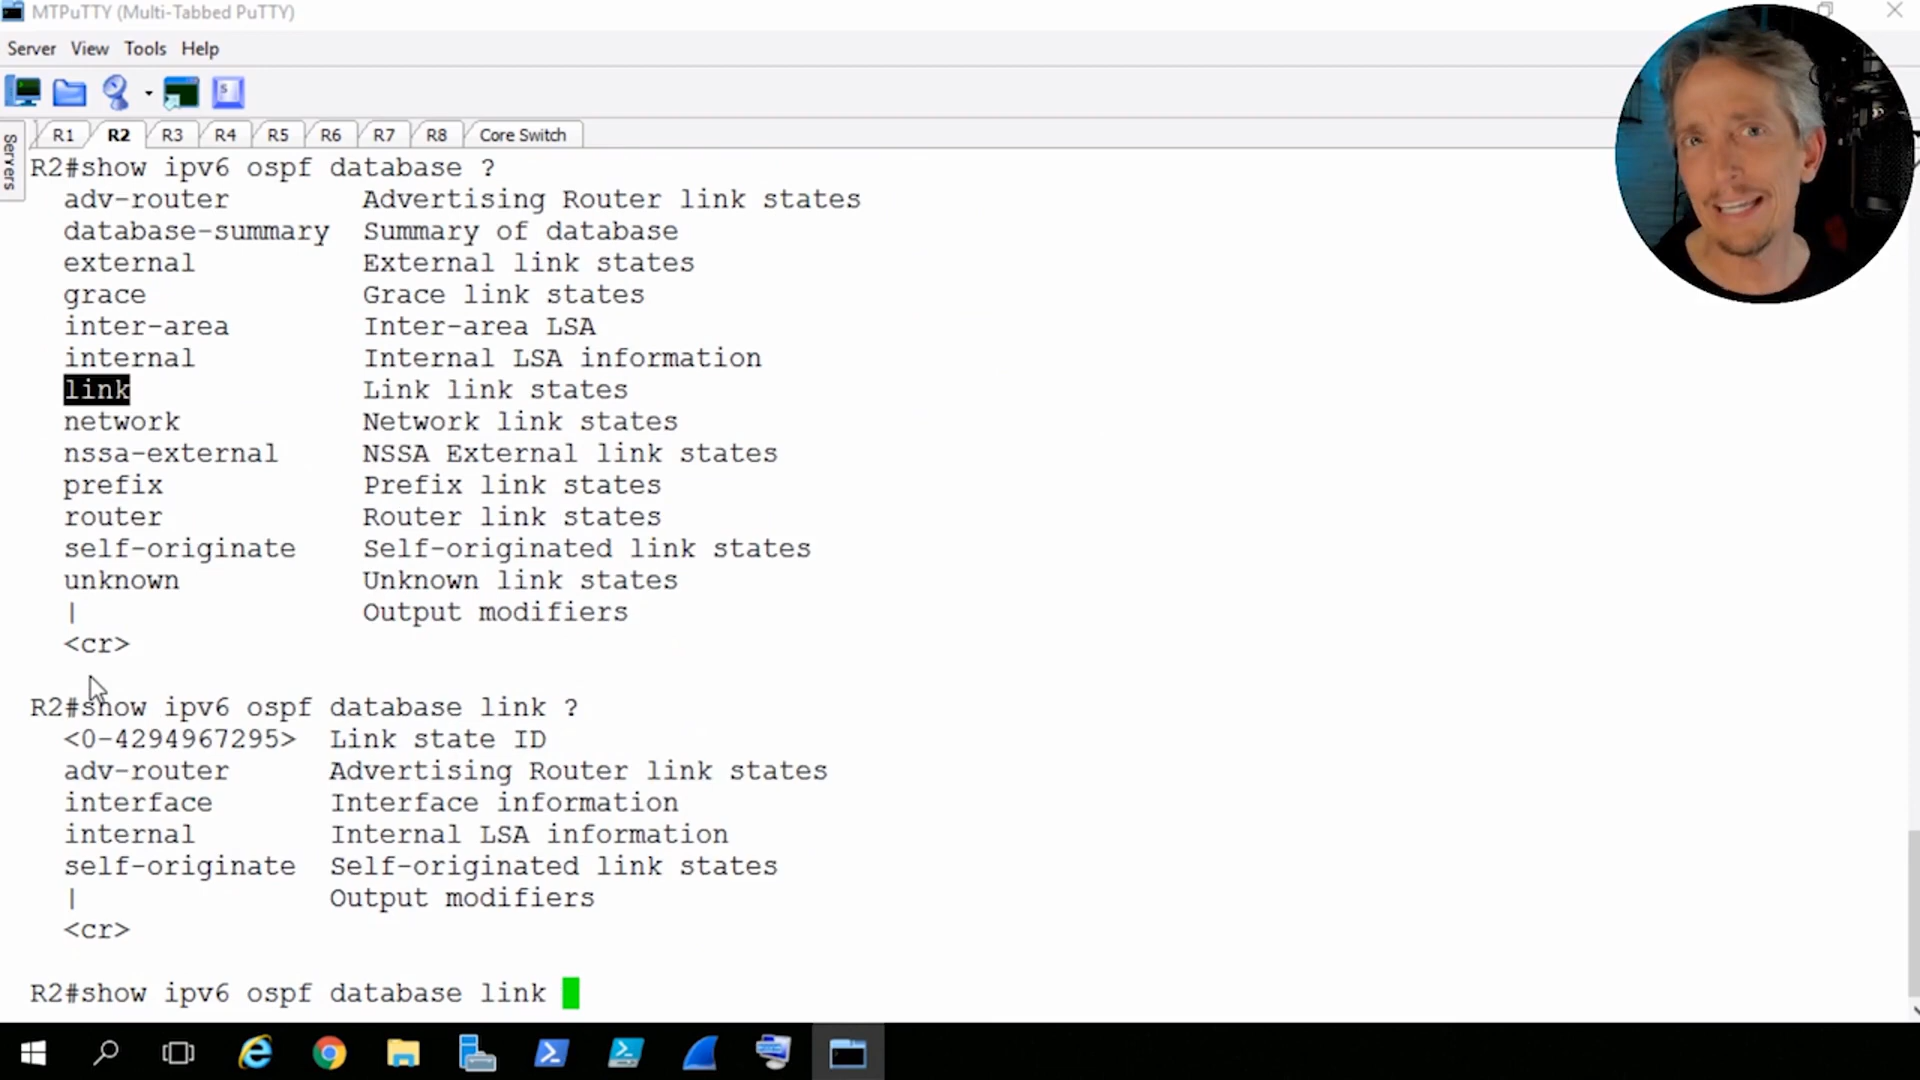 MTPuTTY (Multi-Tabbed PuTTY)
Server View Tools Help
Servers
R1 R2 R3 R4 R5 R6 R7 R8 Core Switch
R2#show ipv6 ospf database ?
adv-router Advertising Router link states
database-summary Summary of database
external External link states
grace Grace link states
inter-area Inter-area LSA
internal Internal LSA information
link Link link states
network Network link states
nssa-external NSSA External link states
prefix Prefix link states
router Router link states
self-originate Self-originated link states
unknown Unknown link states
| Output modifiers
<cr>
R2#show ipv6 ospf database link ?
<0-4294967295> Link state ID
adv-router Advertising Router link states
interface Interface information
internal Internal LSA information
self-originate Self-originated link states
| Output modifiers
<cr>
R2#show ipv6 ospf database link